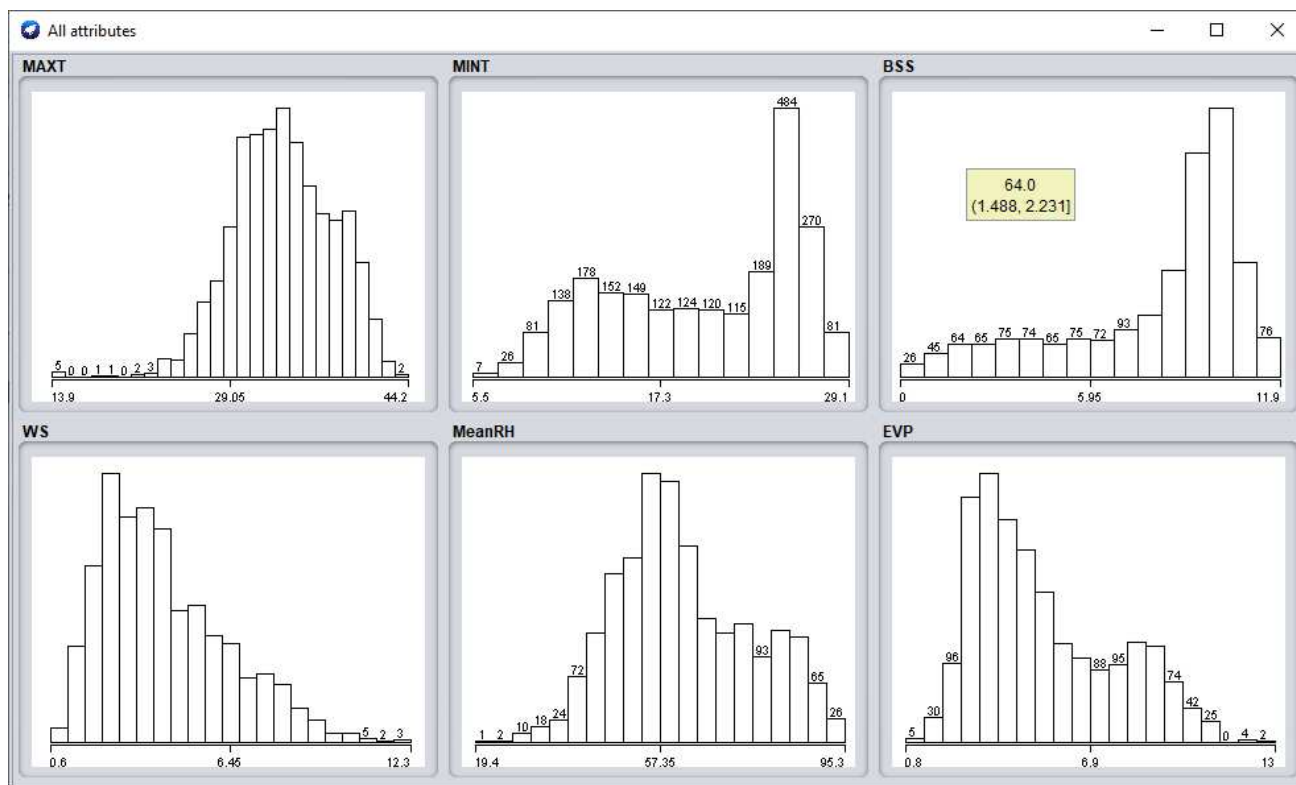 All attributes
MAXT
5 0 0 1 1 0 2 3 2
13.9 29.05 44.2
MINT
7 26 81 138 178 152 149 122 124 120 115 189 484 270 81
5.5 17.3 29.1
BSS
64.0
(1.488, 2.231]
26 45 64 65 75 74 65 75 72 93 76
0 5.95 11.9
WS
5 2 3
0.6 6.45 12.3
MeanRH
1 2 10 18 24 72 93 65 26
19.4 57.35 95.3
EVP
5 30 96 88 95 74 42 25 0 4 2
0.8 6.9 13